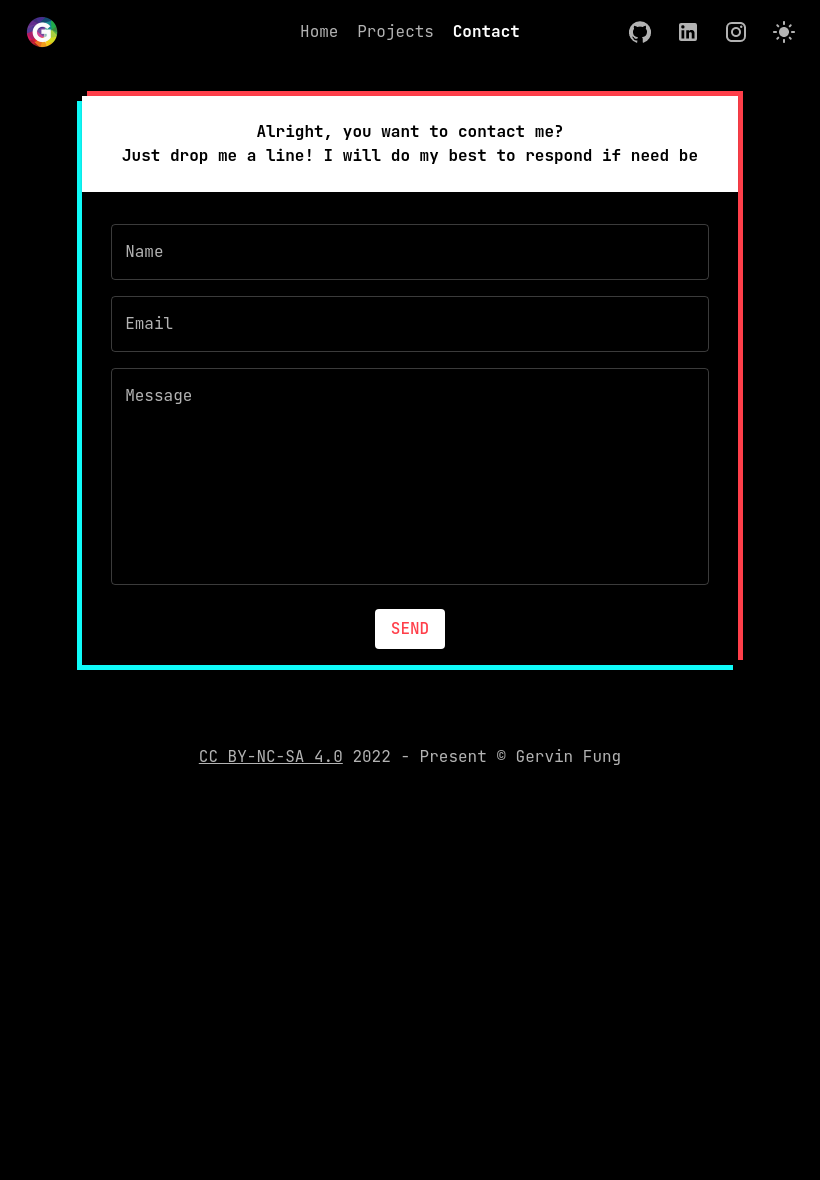 Home Projects Contact
Alright, you want to contact me?
Just drop me a line! I will do my best to respond if need be
Name
Email
Message
SEND
CC BY-NC-SA 4.0 2022 - Present © Gervin Fung